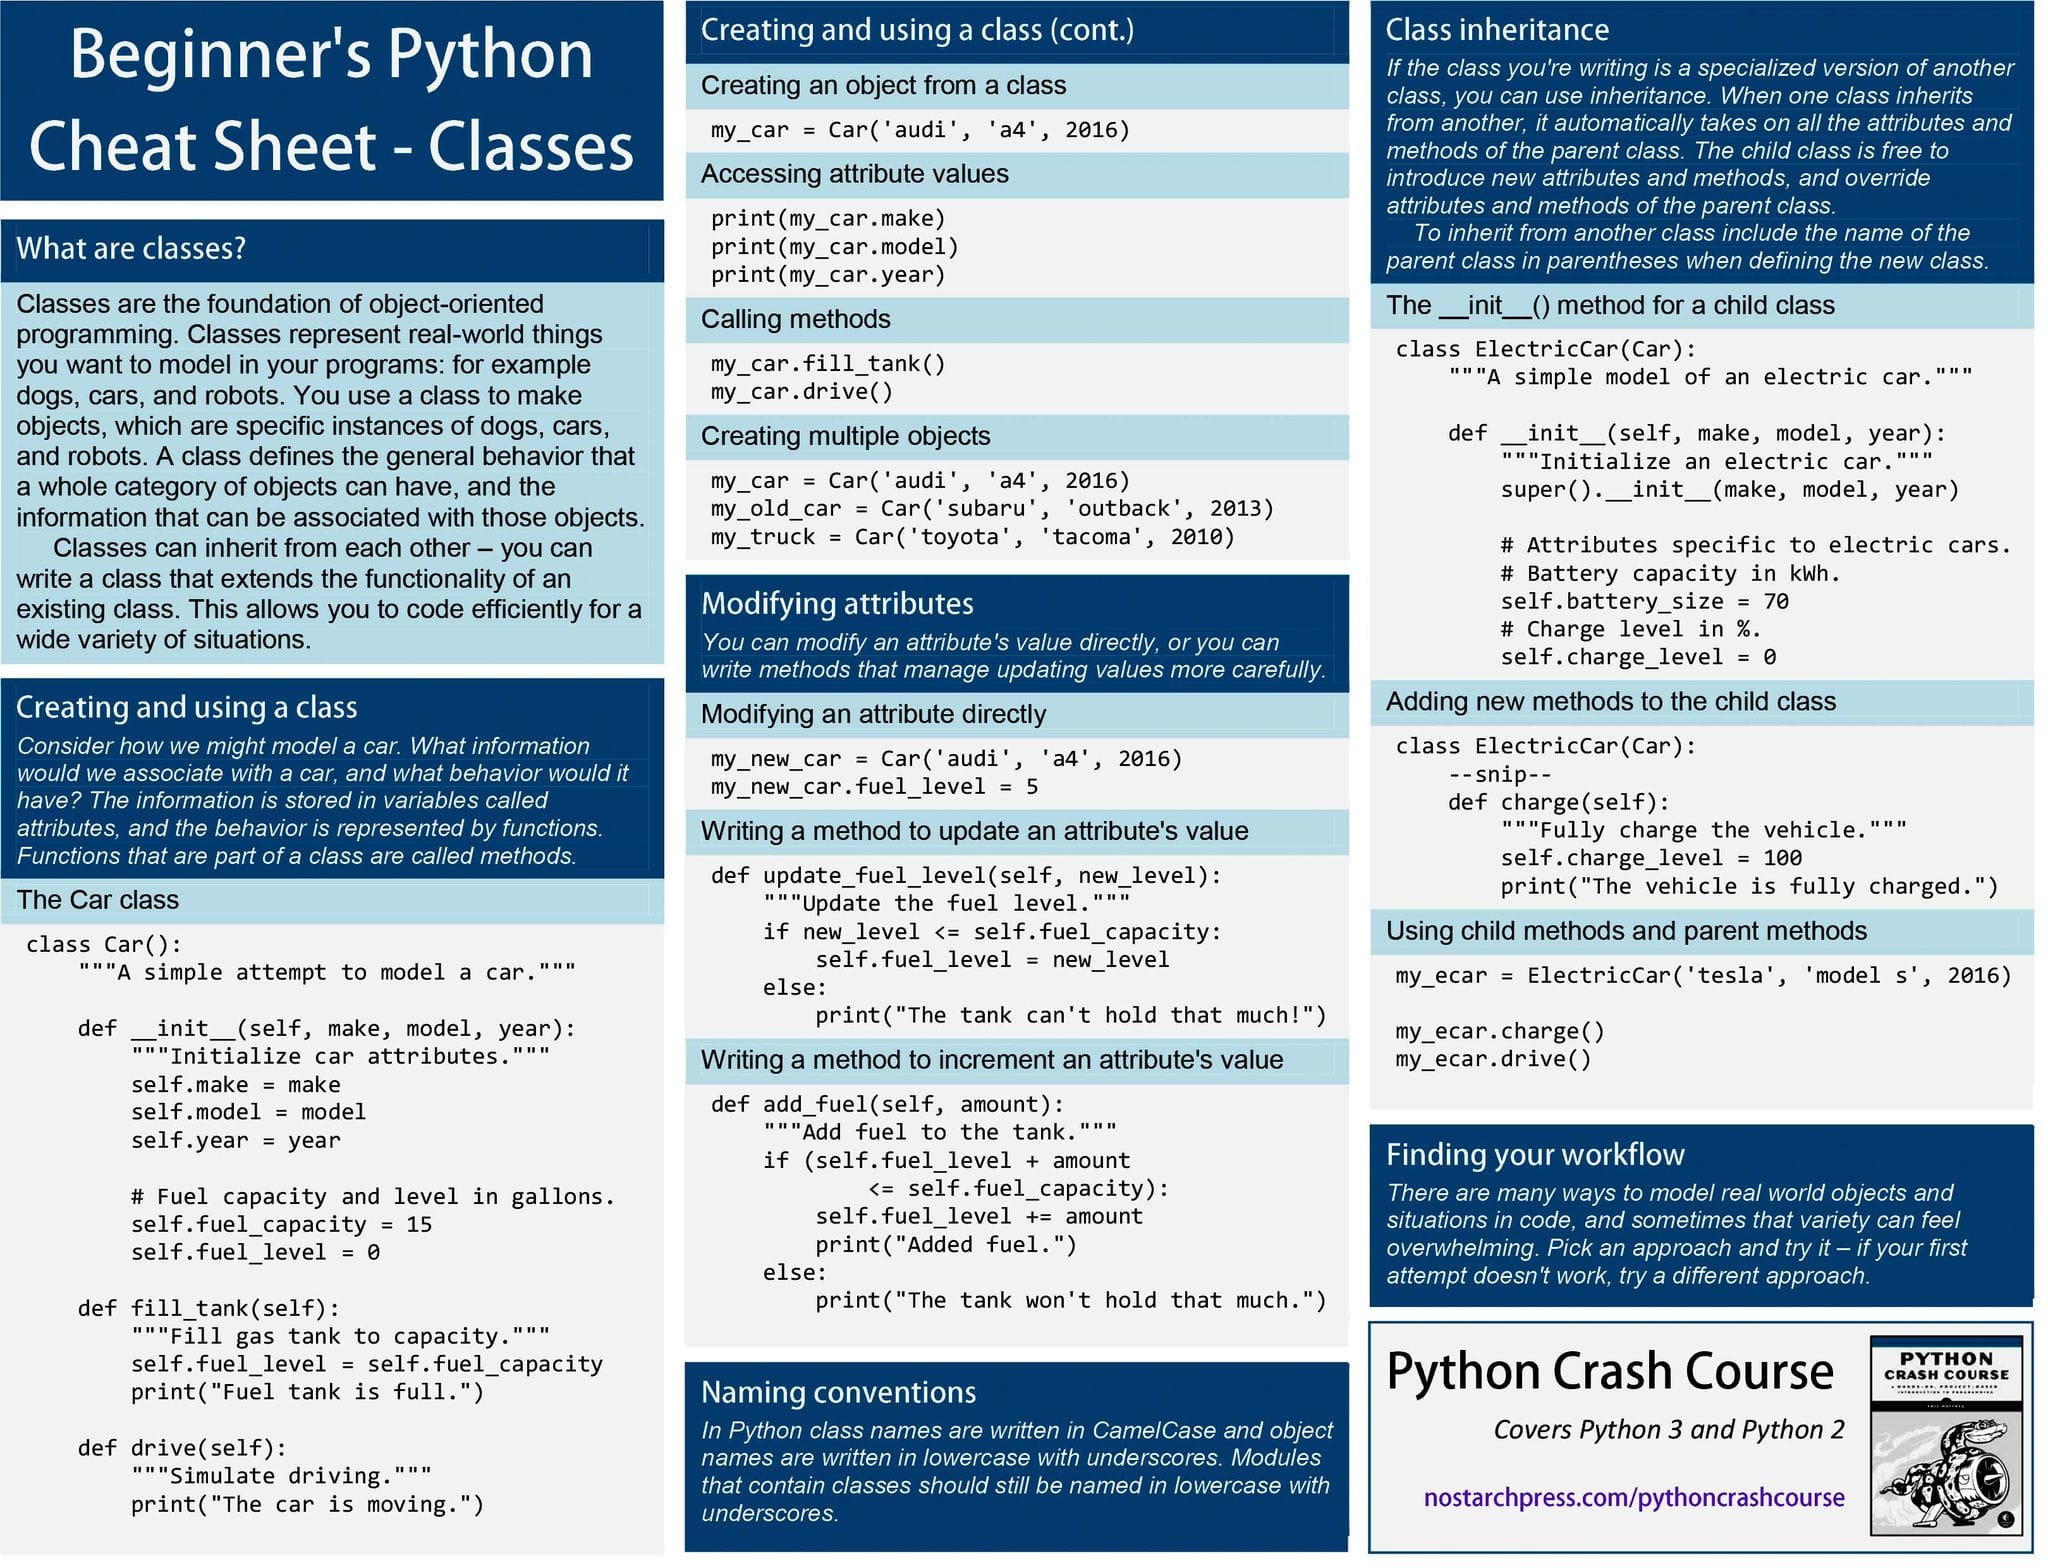 Beginner's Python
Cheat Sheet - Classes
What are classes?
Classes are the foundation of object-oriented
programming. Classes represent real-world things
you want to model in your programs: for example
dogs, cars, and robots. You use a class to make
objects, which are specific instances of dogs, cars,
and robots. A class defines the general behavior that
a whole category of objects can have, and the
information that can be associated with those objects.
Classes can inherit from each other – you can
write a class that extends the functionality of an
existing class. This allows you to code efficiently for a
wide variety of situations.
Creating and using a class
Consider how we might model a car. What information
would we associate with a car, and what behavior would it
have? The information is stored in variables called
attributes, and the behavior is represented by functions.
Functions that are part of a class are called methods.
The Car class
class Car():
    """A simple attempt to model a car."""

    def __init__(self, make, model, year):
        """Initialize car attributes."""
        self.make = make
        self.model = model
        self.year = year

        # Fuel capacity and level in gallons.
        self.fuel_capacity = 15
        self.fuel_level = 0

    def fill_tank(self):
        """Fill gas tank to capacity."""
        self.fuel_level = self.fuel_capacity
        print("Fuel tank is full.")

    def drive(self):
        """Simulate driving."""
        print("The car is moving.")
Creating and using a class (cont.)
Creating an object from a class
my_car = Car('audi', 'a4', 2016)
Accessing attribute values
print(my_car.make)
print(my_car.model)
print(my_car.year)
Calling methods
my_car.fill_tank()
my_car.drive()
Creating multiple objects
my_car = Car('audi', 'a4', 2016)
my_old_car = Car('subaru', 'outback', 2013)
my_truck = Car('toyota', 'tacoma', 2010)
Modifying attributes
You can modify an attribute's value directly, or you can
write methods that manage updating values more carefully.
Modifying an attribute directly
my_new_car = Car('audi', 'a4', 2016)
my_new_car.fuel_level = 5
Writing a method to update an attribute's value
def update_fuel_level(self, new_level):
    """Update the fuel level."""
    if new_level <= self.fuel_capacity:
        self.fuel_level = new_level
    else:
        print("The tank can't hold that much!")
Writing a method to increment an attribute's value
def add_fuel(self, amount):
    """Add fuel to the tank."""
    if (self.fuel_level + amount
            <= self.fuel_capacity):
        self.fuel_level += amount
        print("Added fuel.")
    else:
        print("The tank won't hold that much.")
Naming conventions
In Python class names are written in CamelCase and object
names are written in lowercase with underscores. Modules
that contain classes should still be named in lowercase with
underscores.
Class inheritance
If the class you're writing is a specialized version of another
class, you can use inheritance. When one class inherits
from another, it automatically takes on all the attributes and
methods of the parent class. The child class is free to
introduce new attributes and methods, and override
attributes and methods of the parent class.
To inherit from another class include the name of the
parent class in parentheses when defining the new class.
The __init__() method for a child class
class ElectricCar(Car):
    """A simple model of an electric car."""

    def __init__(self, make, model, year):
        """Initialize an electric car."""
        super().__init__(make, model, year)

        # Attributes specific to electric cars.
        # Battery capacity in kWh.
        self.battery_size = 70
        # Charge level in %.
        self.charge_level = 0
Adding new methods to the child class
class ElectricCar(Car):
    --snip--
    def charge(self):
        """Fully charge the vehicle."""
        self.charge_level = 100
        print("The vehicle is fully charged.")
Using child methods and parent methods
my_ecar = ElectricCar('tesla', 'model s', 2016)

my_ecar.charge()
my_ecar.drive()
Finding your workflow
There are many ways to model real world objects and
situations in code, and sometimes that variety can feel
overwhelming. Pick an approach and try it – if your first
attempt doesn't work, try a different approach.
Python Crash Course
Covers Python 3 and Python 2
nostarchpress.com/pythoncrashcourse
PYTHON
CRASH COURSE
A HANDS-ON, PROJECT-BASED
INTRODUCTION TO PROGRAMMING